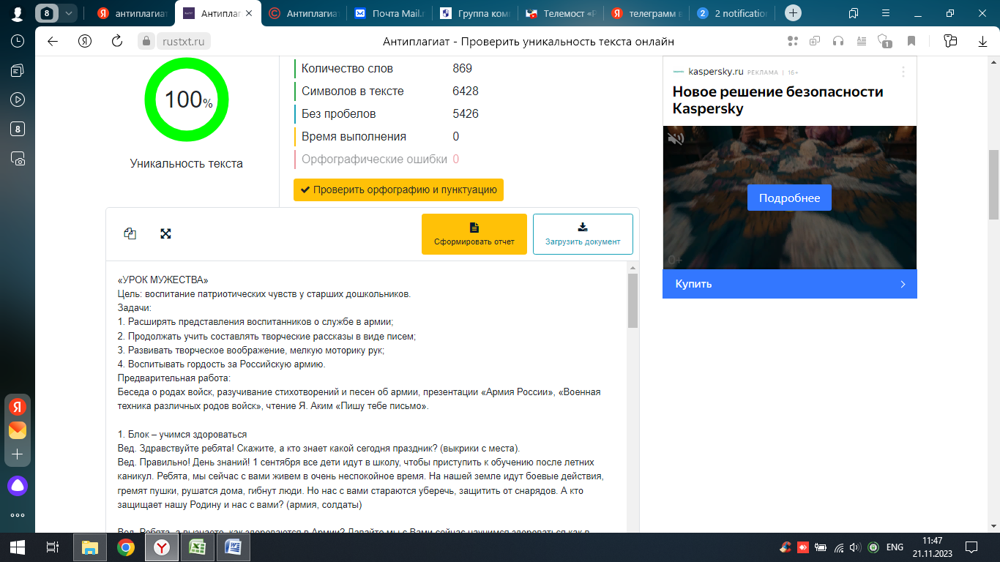 антиплагиат
Антиплаг
Антиплагиат
Почта Mail.r
Группа комп
Телемост «Р
телеграмм в
2 notification
rustxt.ru
Антиплагиат - Проверить уникальность текста онлайн
100%
Уникальность текста
Количество слов 869
Символов в тексте 6428
Без пробелов 5426
Время выполнения 0
Орфографические ошибки 0
Проверить орфографию и пунктуацию
Сформировать отчет
Загрузить документ
kaspersky.ru РЕКЛАМА | 16+
Новое решение безопасности
Kaspersky
Подробнее
0+
Купить
«УРОК МУЖЕСТВА»
Цель: воспитание патриотических чувств у старших дошкольников.
Задачи:
1. Расширять представления воспитанников о службе в армии;
2. Продолжать учить составлять творческие рассказы в виде писем;
3. Развивать творческое воображение, мелкую моторику рук;
4. Воспитывать гордость за Российскую армию.
Предварительная работа:
Беседа о родах войск, разучивание стихотворений и песен об армии, презентации «Армия России», «Военная
техника различных родов войск», чтение Я. Аким «Пишу тебе письмо».
1. Блок – учимся здороваться
Вед. Здравствуйте ребята! Скажите, а кто знает какой сегодня праздник? (выкрики с места).
Вед. Правильно! День знаний! 1 сентября все дети идут в школу, чтобы приступить к обучению после летних
каникул. Ребята, мы сейчас с вами живем в очень неспокойное время. На нашей земле идут боевые действия,
гремят пушки, рушатся дома, гибнут люди. Но нас с вами стараются уберечь, защитить от снарядов. А кто
защищает нашу Родину и нас с вами? (армия, солдаты)
Вед. Ребята, а вы знаете, как здороваются в Армии? Давайте мы с Вами сейчас научимся здороваться как в
ENG
11:47
21.11.2023